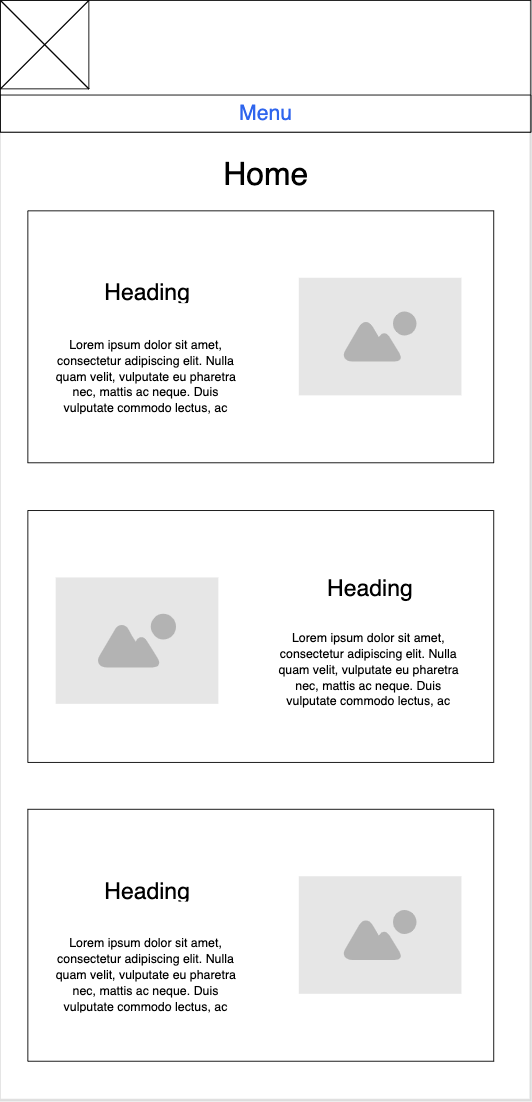 Menu
Home
Heading
Lorem ipsum dolor sit amet,
consectetur adipiscing elit. Nulla
quam velit, vulputate eu pharetra
nec, mattis ac neque. Duis
vulputate commodo lectus, ac
Heading
Lorem ipsum dolor sit amet,
consectetur adipiscing elit. Nulla
quam velit, vulputate eu pharetra
nec, mattis ac neque. Duis
vulputate commodo lectus, ac
Heading
Lorem ipsum dolor sit amet,
consectetur adipiscing elit. Nulla
quam velit, vulputate eu pharetra
nec, mattis ac neque. Duis
vulputate commodo lectus, ac